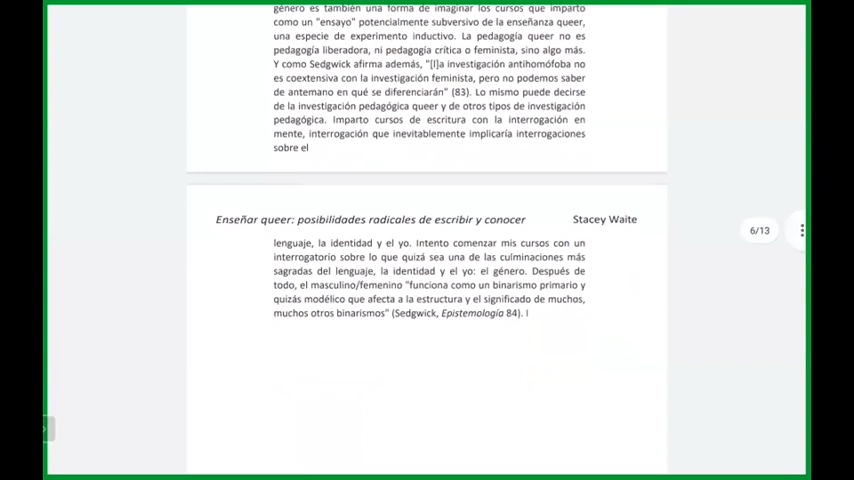 género es también una forma de imaginar los cursos que imparto
como un "ensayo" potencialmente subversivo de la enseñanza queer,
una especie de experimento inductivo. La pedagogía queer no es
pedagogía liberadora, ni pedagogía crítica o feminista, sino algo más.
Y como Sedgwick afirma además, "[l]a investigación antihomófoba no
es coextensiva con la investigación feminista, pero no podemos saber
de antemano en qué se diferenciarán" (83). Lo mismo puede decirse
de la investigación pedagógica queer y de otros tipos de investigación
pedagógica. Imparto cursos de escritura con la interrogación en
mente, interrogación que inevitablemente implicaría interrogaciones
sobre el
Enseñar queer: posibilidades radicales de escribir y conocer Stacey Waite
6/13
lenguaje, la identidad y el yo. Intento comenzar mis cursos con un
interrogatorio sobre lo que quizá sea una de las culminaciones más
sagradas del lenguaje, la identidad y el yo: el género. Después de
todo, el masculino/femenino "funciona como un binarismo primario y
quizás modélico que afecta a la estructura y el significado de muchos,
muchos otros binarismos" (Sedgwick, Epistemología 84). I